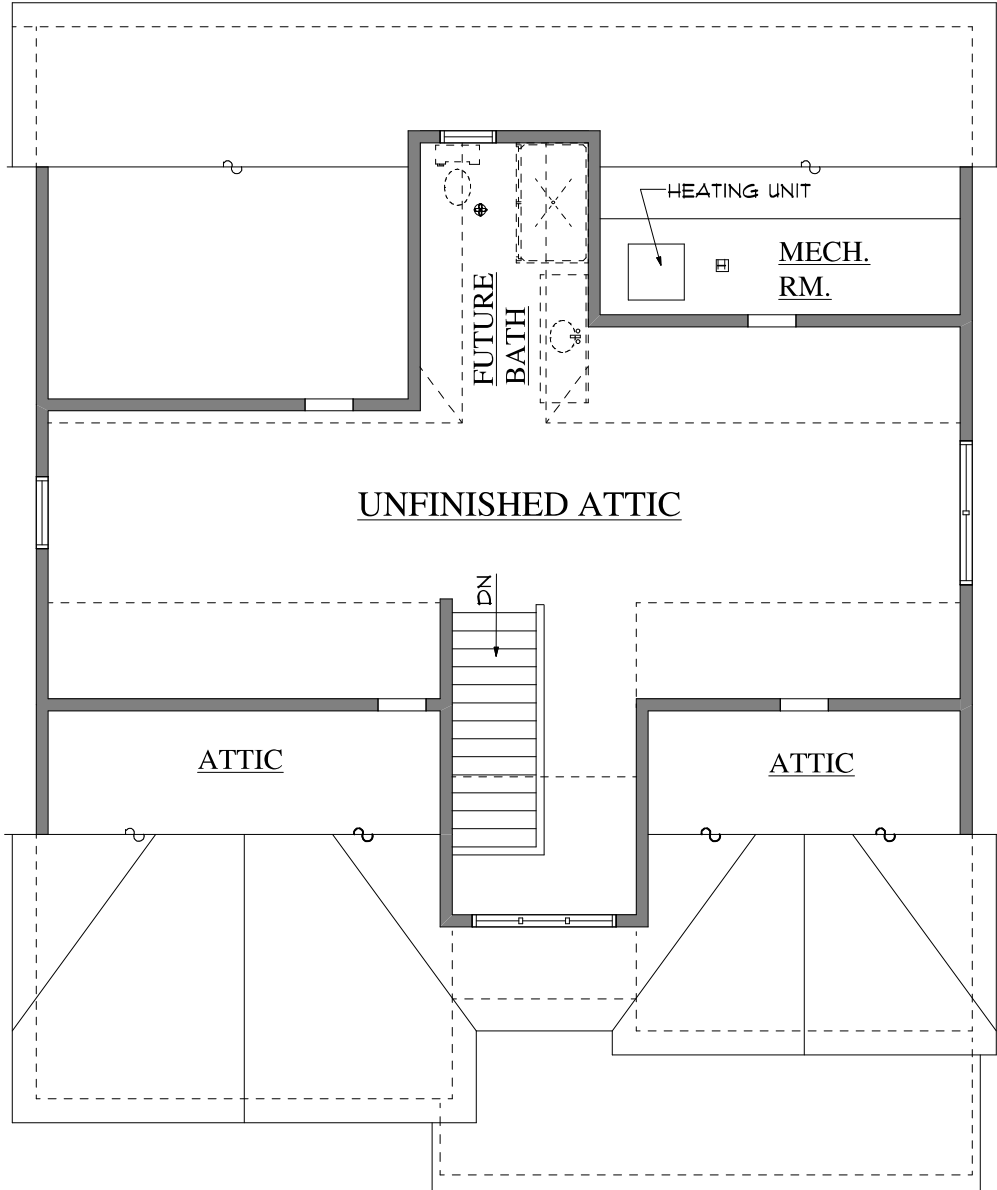 HEATING UNIT
MECH.
RM.
FUTURE
BATH
UNFINISHED ATTIC
DN
ATTIC
ATTIC
H